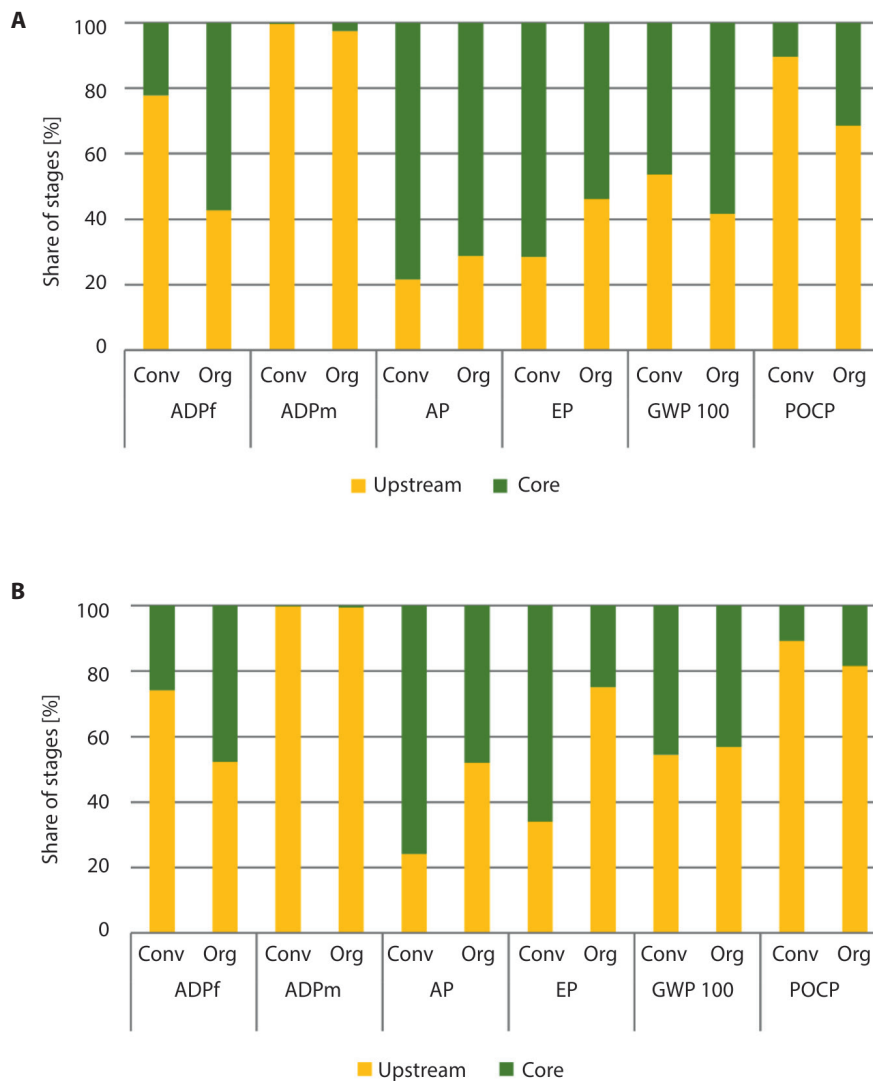 A
Share of stages [%]
100
80
60
40
20
0
Conv Org Conv Org Conv Org Conv Org Conv Org Conv Org
ADPf ADPm AP EP GWP 100 POCP
Upstream Core
B
Share of stages [%]
100
80
60
40
20
0
Conv Org Conv Org Conv Org Conv Org Conv Org Conv Org
ADPf ADPm AP EP GWP 100 POCP
Upstream Core